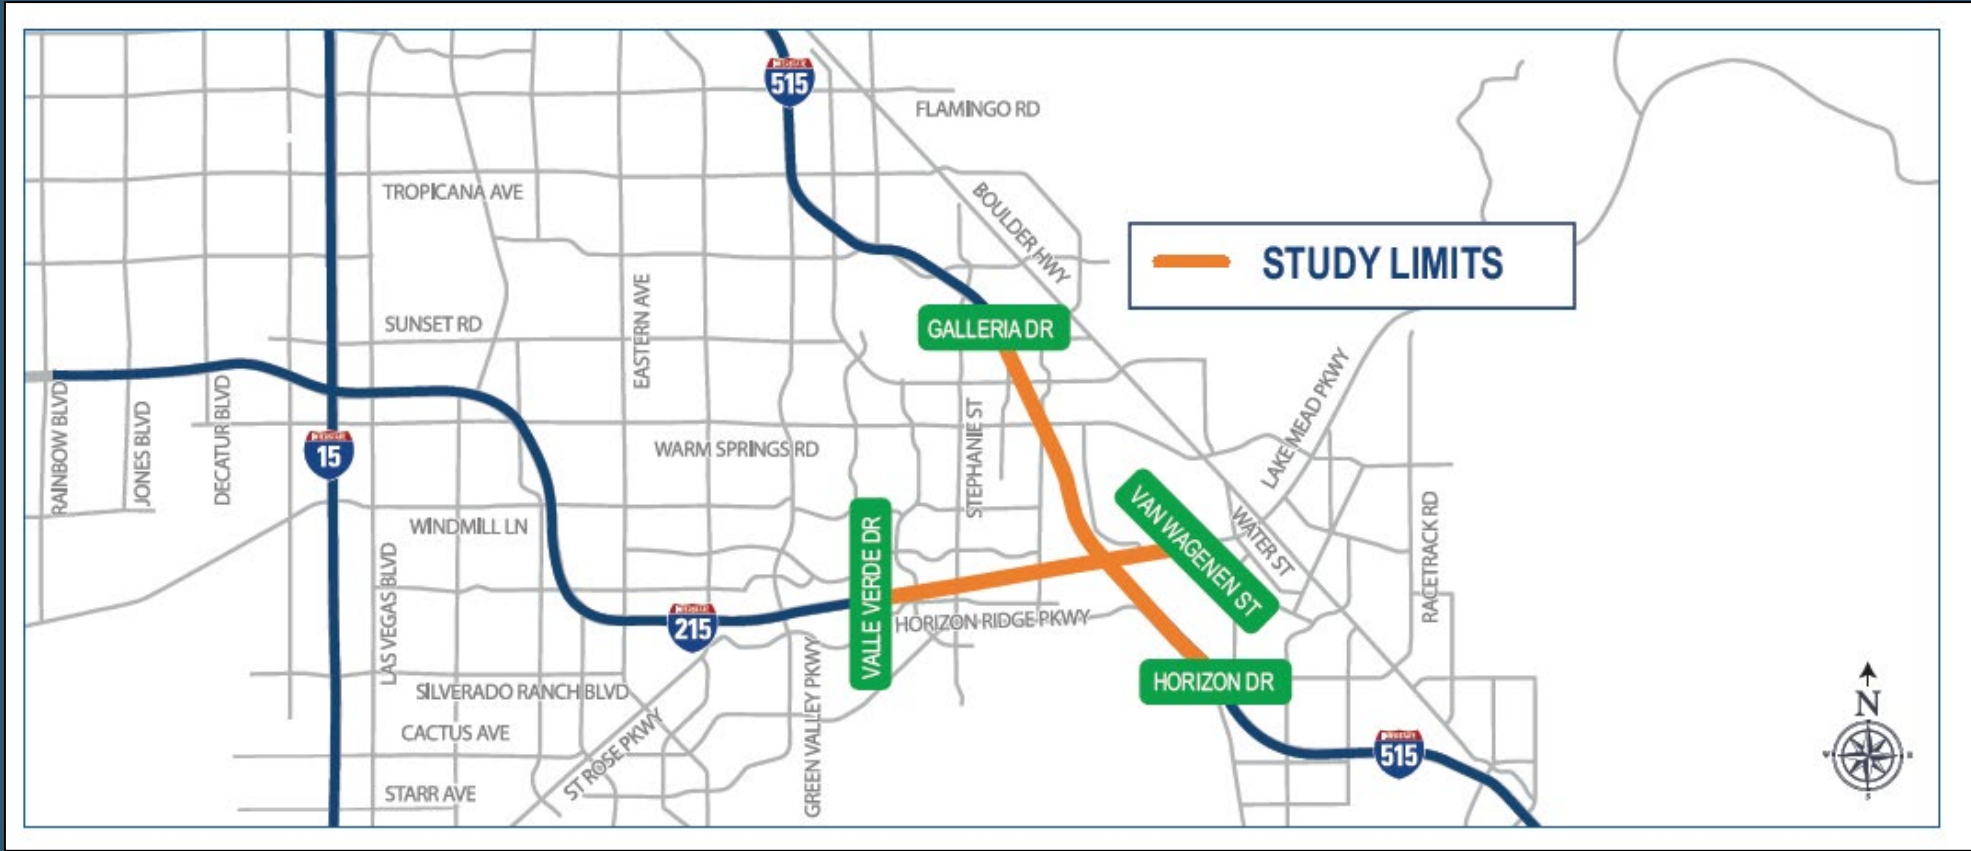 515
FLAMINGO RD
TROPICANA AVE
BOULDER HWY
STUDY LIMITS
EASTERN AVE
SUNSET RD
GALLERIA DR
LAKE MEAD PKWY
RAINBOW BLVD
JONES BLVD
DECATUR BLVD
15
WARM SPRINGS RD
STEPHANIE ST
VAN WAGENEN ST
WATER ST
RACETRACK RD
WINDMILL LN
LAS VEGAS BLVD
VALLE VERDE DR
215
HORIZON RIDGE PKWY
GREEN VALLEY PKWY
SILVERADO RANCH BLVD
HORIZON DR
CACTUS AVE
ST ROSE PKWY
515
STARR AVE
N